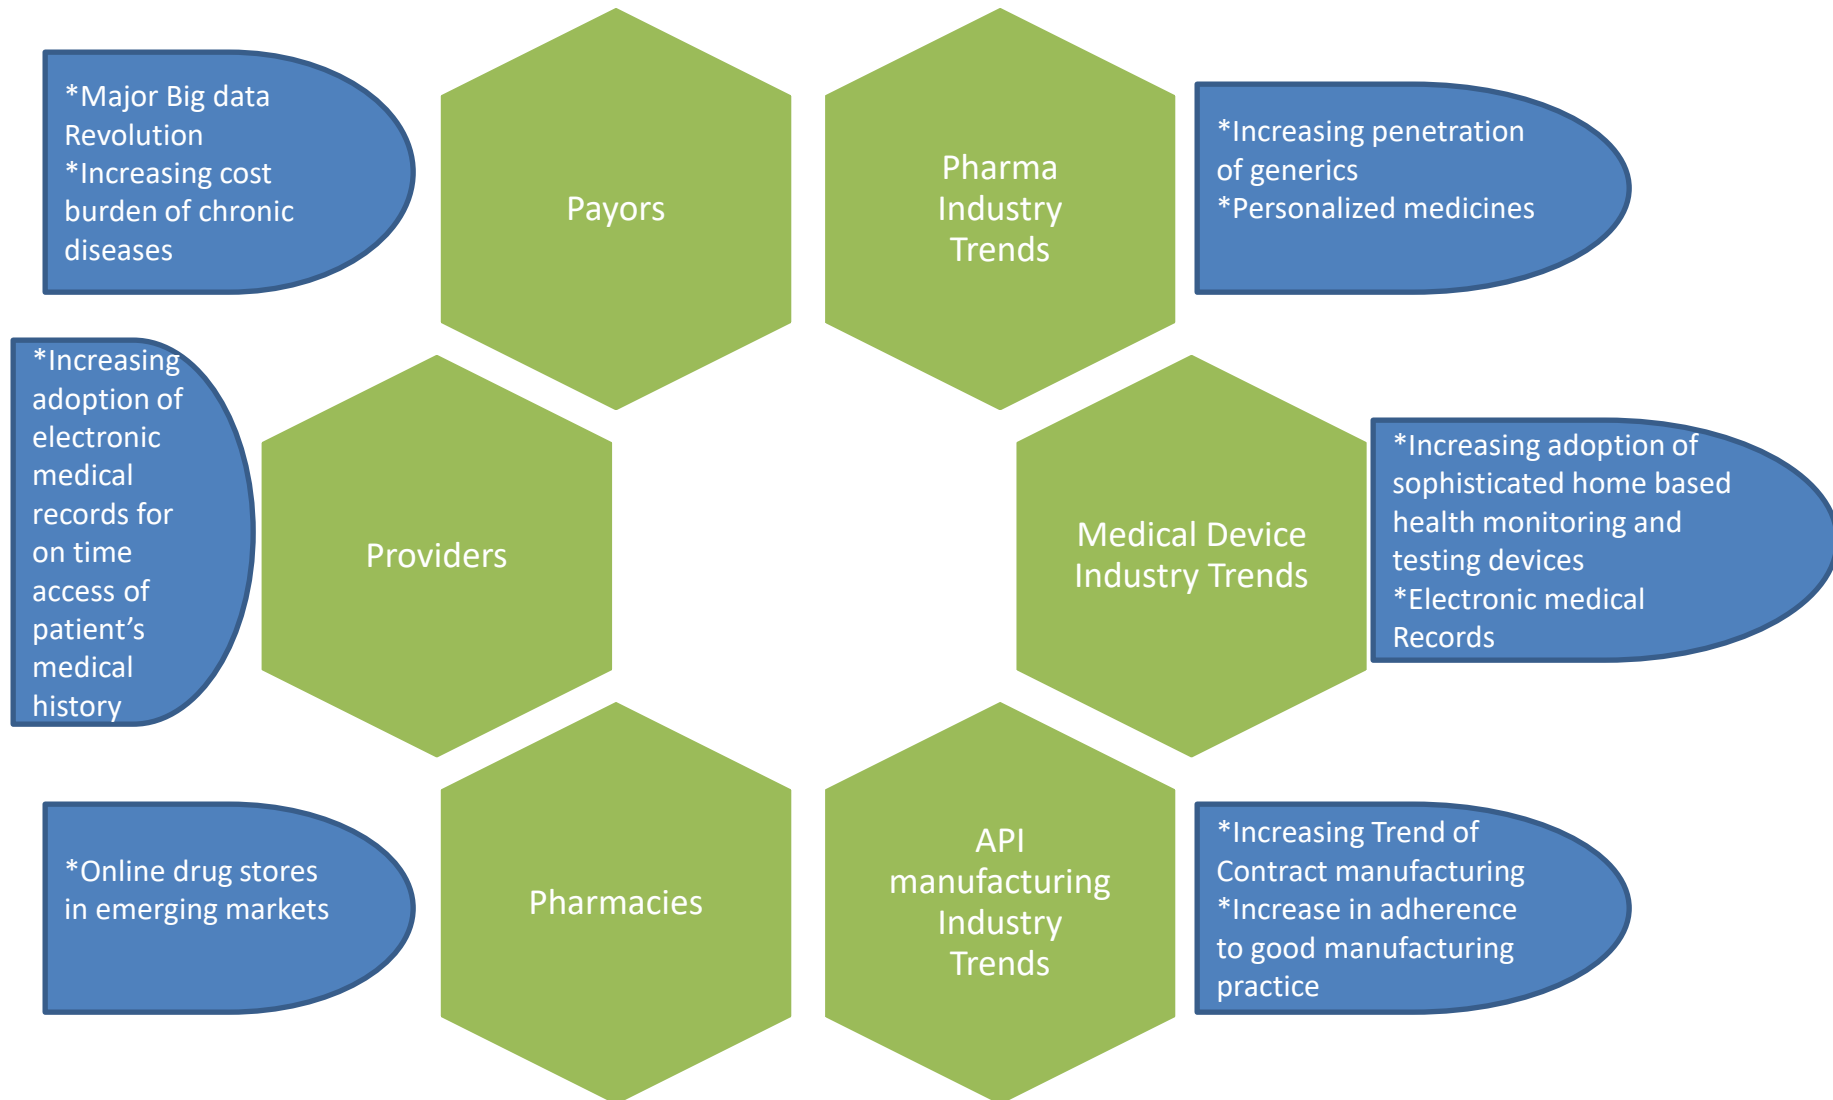 *Major Big data
Revolution
*Increasing cost
burden of chronic
diseases
Payors
Pharma
Industry
Trends
*Increasing penetration
of generics
*Personalized medicines
*Increasing
adoption of
electronic
medical
records for
on time
access of
patient’s
medical
history
Providers
Medical Device
Industry Trends
*Increasing adoption of
sophisticated home based
health monitoring and
testing devices
*Electronic medical
Records
*Online drug stores
in emerging markets
Pharmacies
API
manufacturing
Industry
Trends
*Increasing Trend of
Contract manufacturing
*Increase in adherence
to good manufacturing
practice